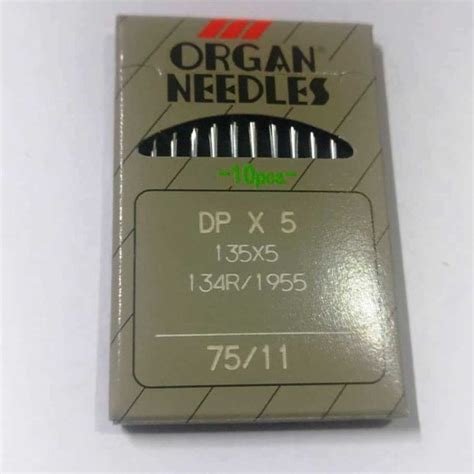 ORGAN®
NEEDLES
-10pcs.-
DP X 5
135X5
134R/1955
75/11